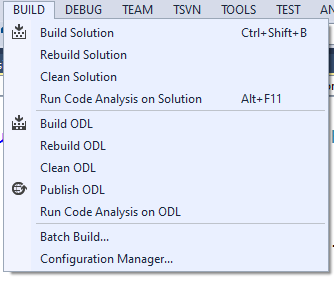 BUILD DEBUG TEAM TSVN TOOLS TEST
Build Solution Ctrl+Shift+B
Rebuild Solution
Clean Solution
Run Code Analysis on Solution Alt+F11
Build ODL
Rebuild ODL
Clean ODL
Publish ODL
Run Code Analysis on ODL
Batch Build...
Configuration Manager...